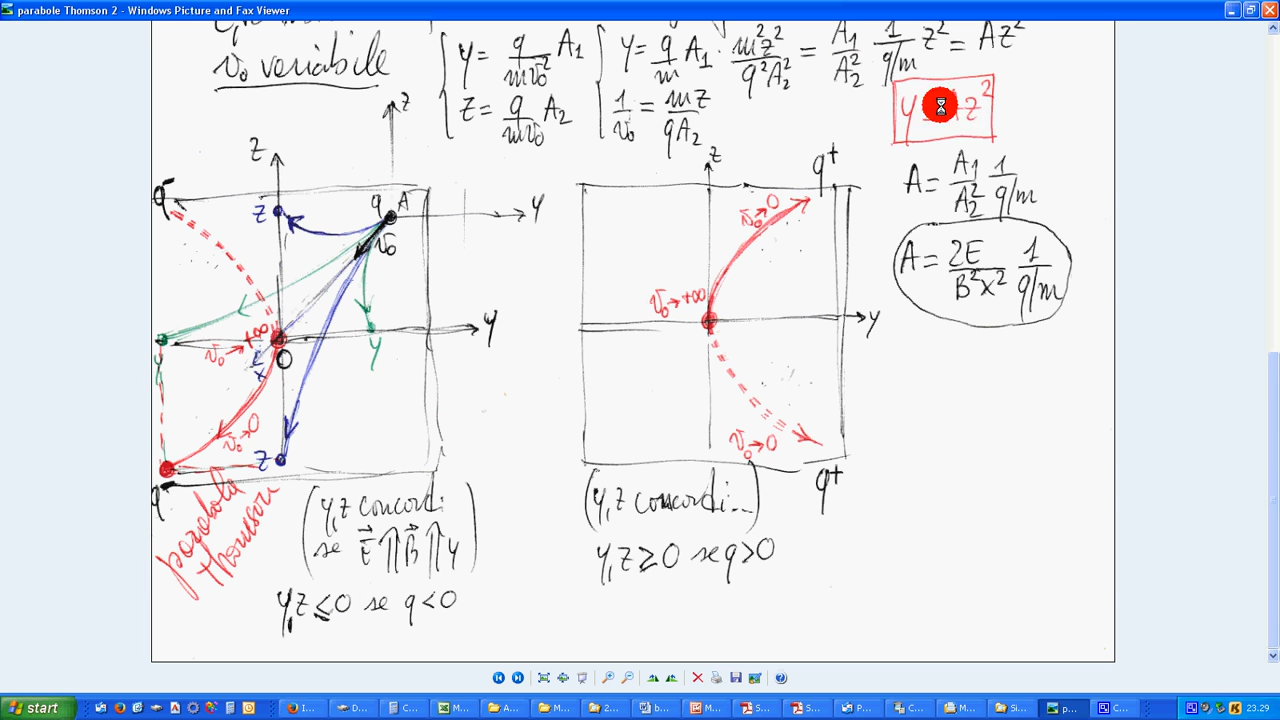 parabole Thomson 2 - Windows Picture and Fax Viewer
v₀ variabile
y = q/(mv₀²) A₁
z = q/(mv₀) A₂
y = q/m A₁ · m²z²/(q²A₂²) = A₁/A₂² 1/(q/m) z² = Az²
1/v₀ = mz/(qA₂)
A = A₁/A₂² 1/(q/m)
A = 2E/(B²x²) 1/(q/m)
z
z
q⁻
z
q A
y
v₀
y
v₀→+∞
O
y
y
v₀→0
z
q⁻
parabola
thomson
(y,z concordi
se E⃗ ⇈ B⃗ ⇈ y)
y,z ≤ 0 se q < 0
z
q⁺
v₀→0
v₀→+∞
y
v₀→0
q⁺
(y,z concordi...)
y,z ≥ 0 se q > 0
start
I...
D...
E...
M...
A...
M...
2...
b...
M...
S...
S...
P...
C...
M...
Si...
p...
C...
23.29